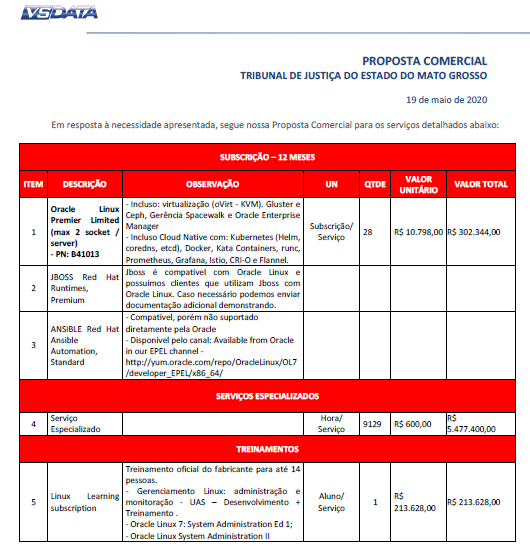 VSDATA
PROPOSTA COMERCIAL
TRIBUNAL DE JUSTIÇA DO ESTADO DO MATO GROSSO
19 de maio de 2020
Em resposta à necessidade apresentada, segue nossa Proposta Comercial para os serviços detalhados abaixo:
SUBSCRIÇÃO – 12 MESES
ITEM DESCRIÇÃO OBSERVAÇÃO UN QTDE VALOR UNITÁRIO VALOR TOTAL
1
Oracle Linux
Premier Limited
(max 2 socket /
server)
- PN: B41013
- Incluso: virtualização (oVirt - KVM). Gluster e
Ceph, Gerência Spacewalk e Oracle Enterprise
Manager
- Incluso Cloud Native com: Kubernetes (Helm,
coredns, etcd), Docker, Kata Containers, runc,
Prometheus, Grafana, Istio, CRI-O e Flannel.
Subscrição/
Serviço
28
R$ 10.798,00
R$ 302.344,00
2
JBOSS Red Hat
Runtimes,
Premium
Jboss é compatível com Oracle Linux e
possuímos clientes que utilizam Jboss com
Oracle Linux. Caso necessário podemos enviar
documentação adicional demonstrando.
3
ANSIBLE Red Hat
Ansible
Automation,
Standard
- Compatível, porém não suportado
diretamente pela Oracle
- Disponivel pelo canal: Available from Oracle
in our EPEL channel -
http://yum.oracle.com/repo/OracleLinux/OL7
/developer_EPEL/x86_64/
SERVIÇOS ESPECIALIZADOS
4
Serviço
Especializado
Hora/
Serviço
9129
R$ 600,00
R$
5.477.400,00
TREINAMENTOS
5
Linux Learning
subscription
Treinamento oficial do fabricante para até 14
pessoas.
- Gerenciamento Linux: administração e
monitoração - UAS – Desenvolvimento +
Treinamento .
- Oracle Linux 7: System Administration Ed 1;
- Oracle Linux System Administration II
Aluno/
Serviço
1
R$
213.628,00
R$ 213.628,00